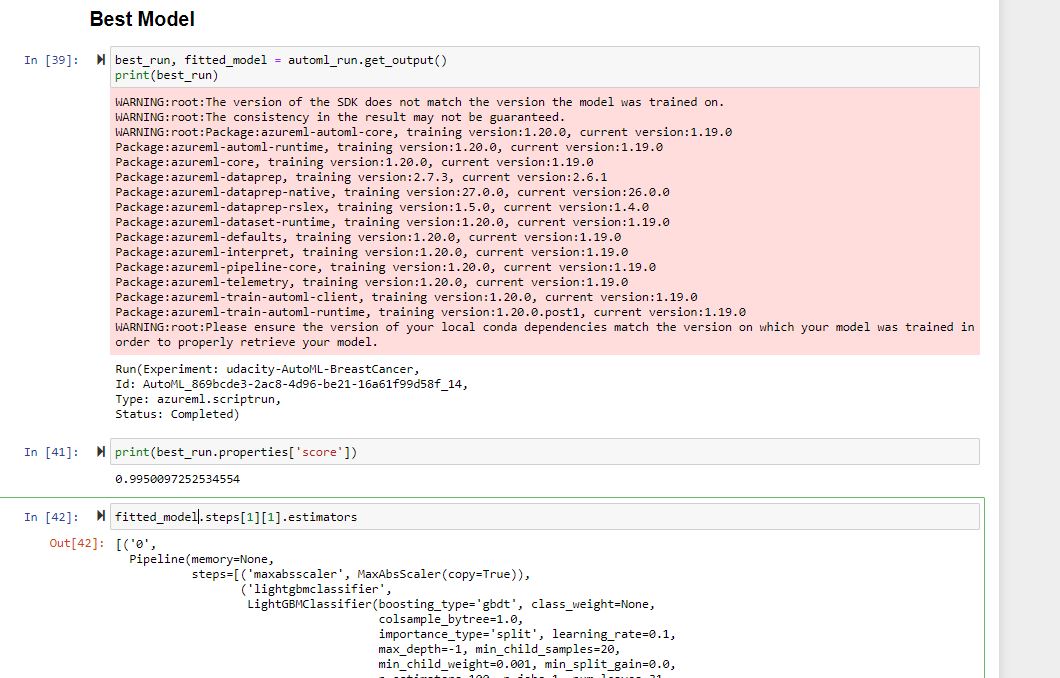 Best Model
In [39]:
best_run, fitted_model = automl_run.get_output()
print(best_run)
WARNING:root:The version of the SDK does not match the version the model was trained on.
WARNING:root:The consistency in the result may not be guaranteed.
WARNING:root:Package:azureml-automl-core, training version:1.20.0, current version:1.19.0
Package:azureml-automl-runtime, training version:1.20.0, current version:1.19.0
Package:azureml-core, training version:1.20.0, current version:1.19.0
Package:azureml-dataprep, training version:2.7.3, current version:2.6.1
Package:azureml-dataprep-native, training version:27.0.0, current version:26.0.0
Package:azureml-dataprep-rslex, training version:1.5.0, current version:1.4.0
Package:azureml-dataset-runtime, training version:1.20.0, current version:1.19.0
Package:azureml-defaults, training version:1.20.0, current version:1.19.0
Package:azureml-interpret, training version:1.20.0, current version:1.19.0
Package:azureml-pipeline-core, training version:1.20.0, current version:1.19.0
Package:azureml-telemetry, training version:1.20.0, current version:1.19.0
Package:azureml-train-automl-client, training version:1.20.0, current version:1.19.0
Package:azureml-train-automl-runtime, training version:1.20.0.post1, current version:1.19.0
WARNING:root:Please ensure the version of your local conda dependencies match the version on which your model was trained in
order to properly retrieve your model.
Run(Experiment: udacity-AutoML-BreastCancer,
Id: AutoML_869bcde3-2ac8-4d96-be21-16a61f99d58f_14,
Type: azureml.scriptrun,
Status: Completed)
In [41]:
print(best_run.properties['score'])
0.9950097252534554
In [42]:
fitted_model.steps[1][1].estimators
Out[42]:
[('0',
Pipeline(memory=None,
steps=[('maxabsscaler', MaxAbsScaler(copy=True)),
('lightgbmclassifier',
LightGBMClassifier(boosting_type='gbdt', class_weight=None,
colsample_bytree=1.0,
importance_type='split', learning_rate=0.1,
max_depth=-1, min_child_samples=20,
min_child_weight=0.001, min_split_gain=0.0,